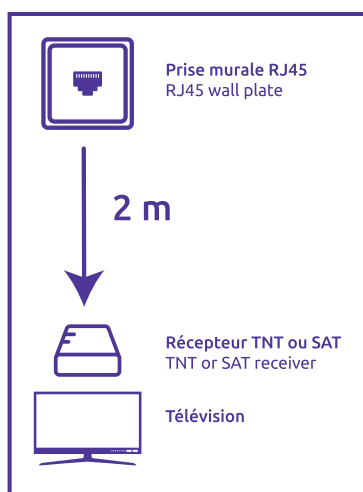 Prise murale RJ45
RJ45 wall plate
2 m
Récepteur TNT ou SAT
TNT or SAT receiver
Télévision